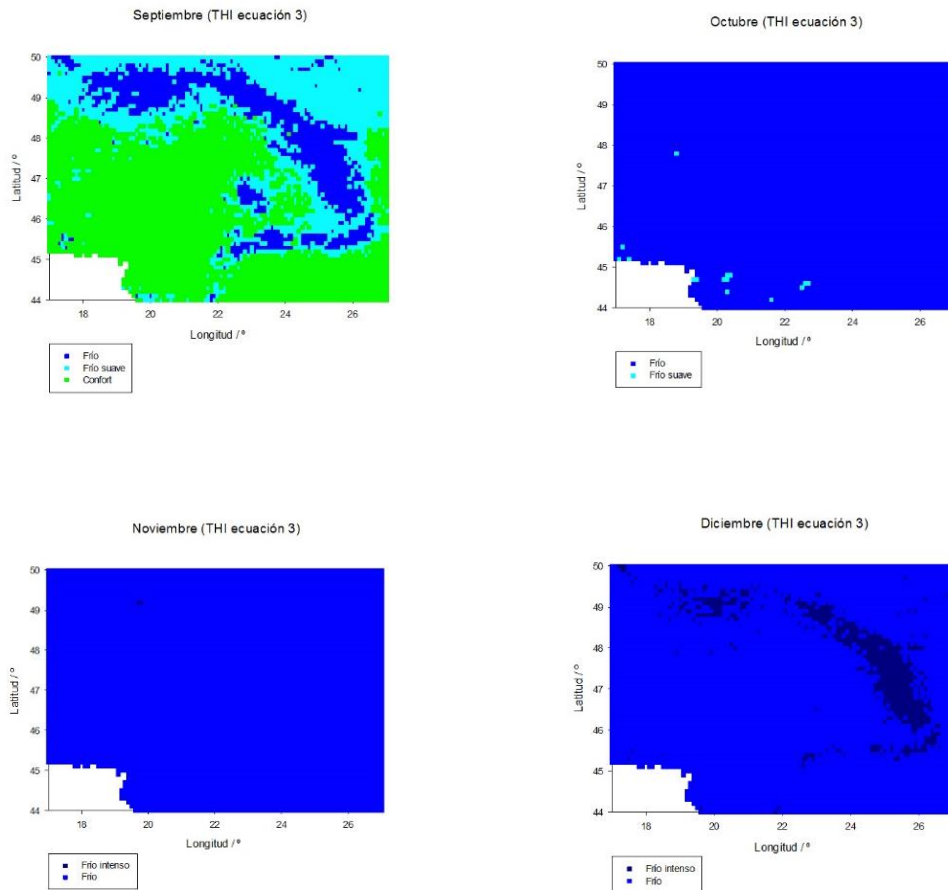 Septiembre (THI ecuación 3)
50
49
48
47
46
45
44
Latitud / º
18
20
22
24
26
Longitud / º
Frío
Frío suave
Confort
Octubre (THI ecuación 3)
50
49
48
47
46
45
44
Latitud / º
18
20
22
24
26
Longitud / º
Frío
Frío suave
Noviembre (THI ecuación 3)
50
49
48
47
46
45
44
Latitud / º
18
20
22
24
26
Longitud / º
Frío intenso
Frío
Diciembre (THI ecuación 3)
50
49
48
47
46
45
44
Latitud / º
18
20
22
24
26
Longitud / º
Frío intenso
Frío